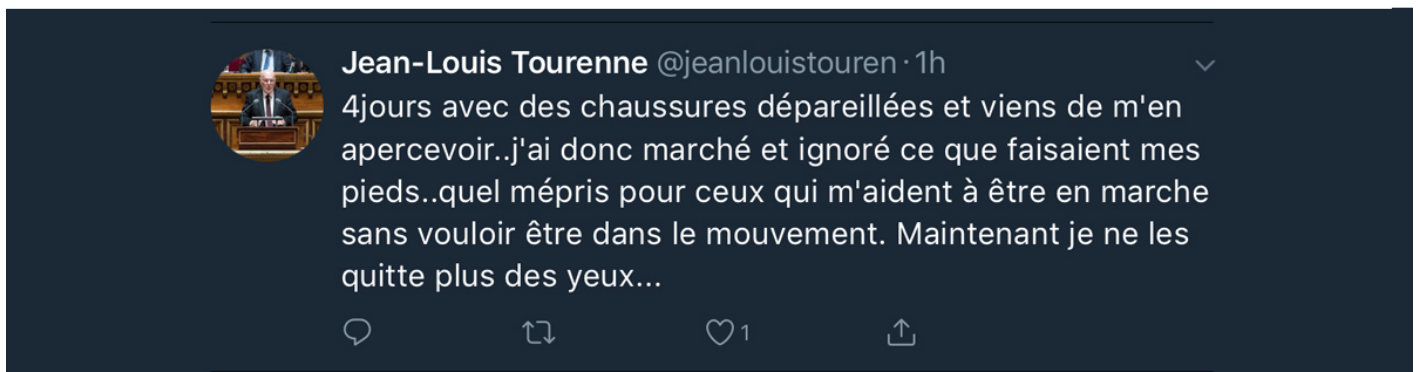 Jean-Louis Tourenne @jeanlouistouren · 1h
4jours avec des chaussures dépareillées et viens de m'en
apercevoir..j'ai donc marché et ignoré ce que faisaient mes
pieds..quel mépris pour ceux qui m'aident à être en marche
sans vouloir être dans le mouvement. Maintenant je ne les
quitte plus des yeux...
1